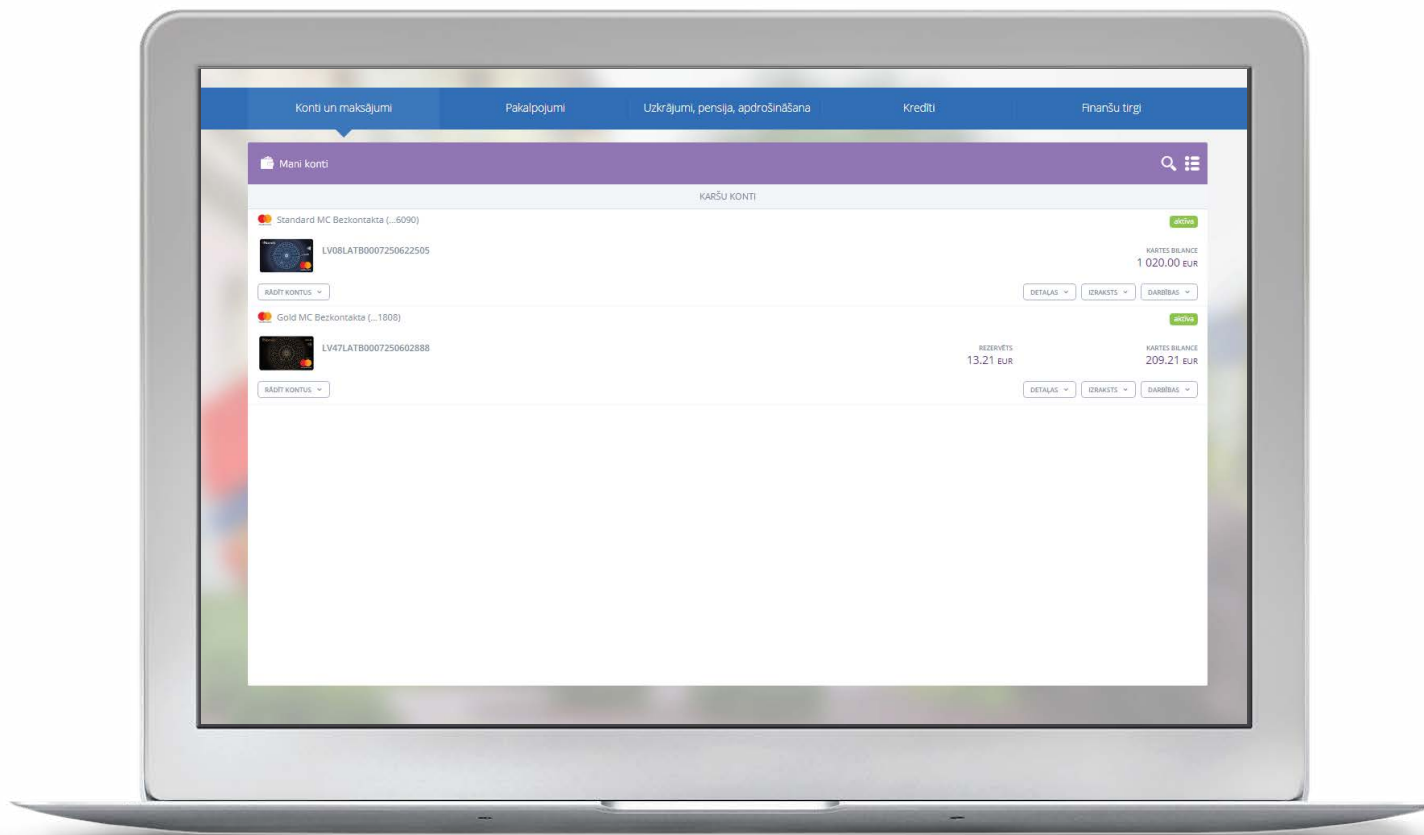 Konti un maksājumi
Pakalpojumi
Uzkrājumi, pensija, apdrošināšana
Kredīti
Finanšu tirgi
Mani konti
KARŠU KONTI
Standard MC Bezkontakta (...6090)
aktīva
LV08LATB0007250622505
KARTES BILANCE
1 020.00 EUR
RĀDĪT KONTUS
DETAĻAS
IZRAKSTS
DARBĪBAS
Gold MC Bezkontakta (...1808)
aktīva
LV47LATB0007250602888
REZERVĒTS
13.21 EUR
KARTES BILANCE
209.21 EUR
RĀDĪT KONTUS
DETAĻAS
IZRAKSTS
DARBĪBAS